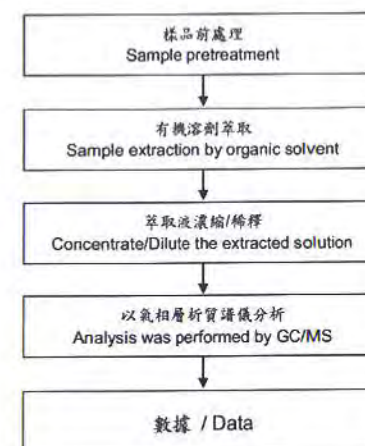 樣品前處理
Sample pretreatment
有機溶劑萃取
Sample extraction by organic solvent
萃取液濃縮/稀釋
Concentrate/Dilute the extracted solution
以氣相層析質譜儀分析
Analysis was performed by GC/MS
數據 / Data